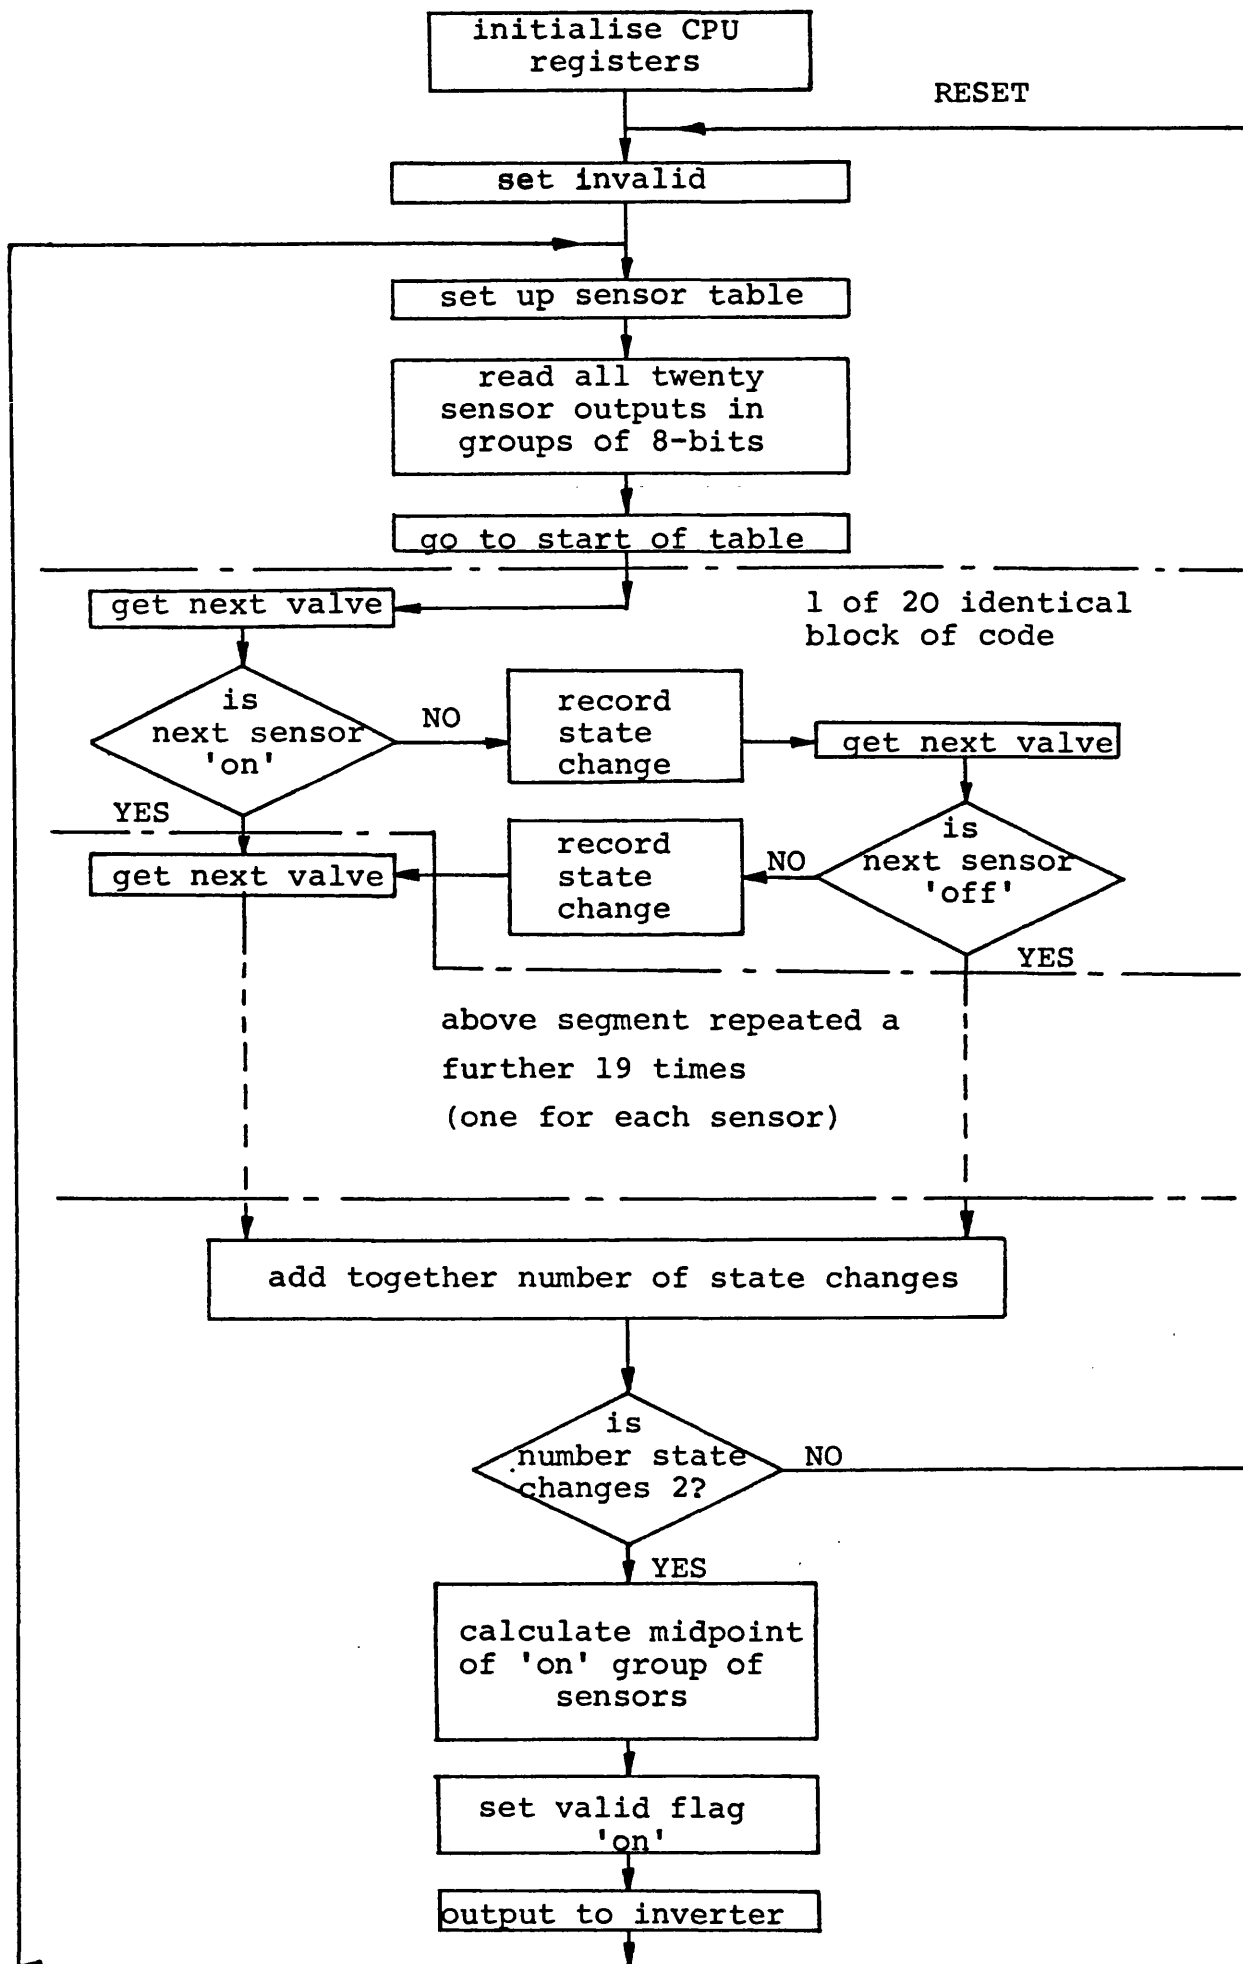 initialise CPU
registers
RESET
set invalid
set up sensor table
read all twenty
sensor outputs in
groups of 8-bits
go to start of table
get next valve
1 of 20 identical
block of code
is
next sensor
'on'
NO
record
state
change
get next valve
YES
get next valve
record
state
change
NO
is
next sensor
'off'
YES
above segment repeated a
further 19 times
(one for each sensor)
add together number of state changes
is
number state
changes 2?
NO
YES
calculate midpoint
of 'on' group of
sensors
set valid flag
'on'
output to inverter